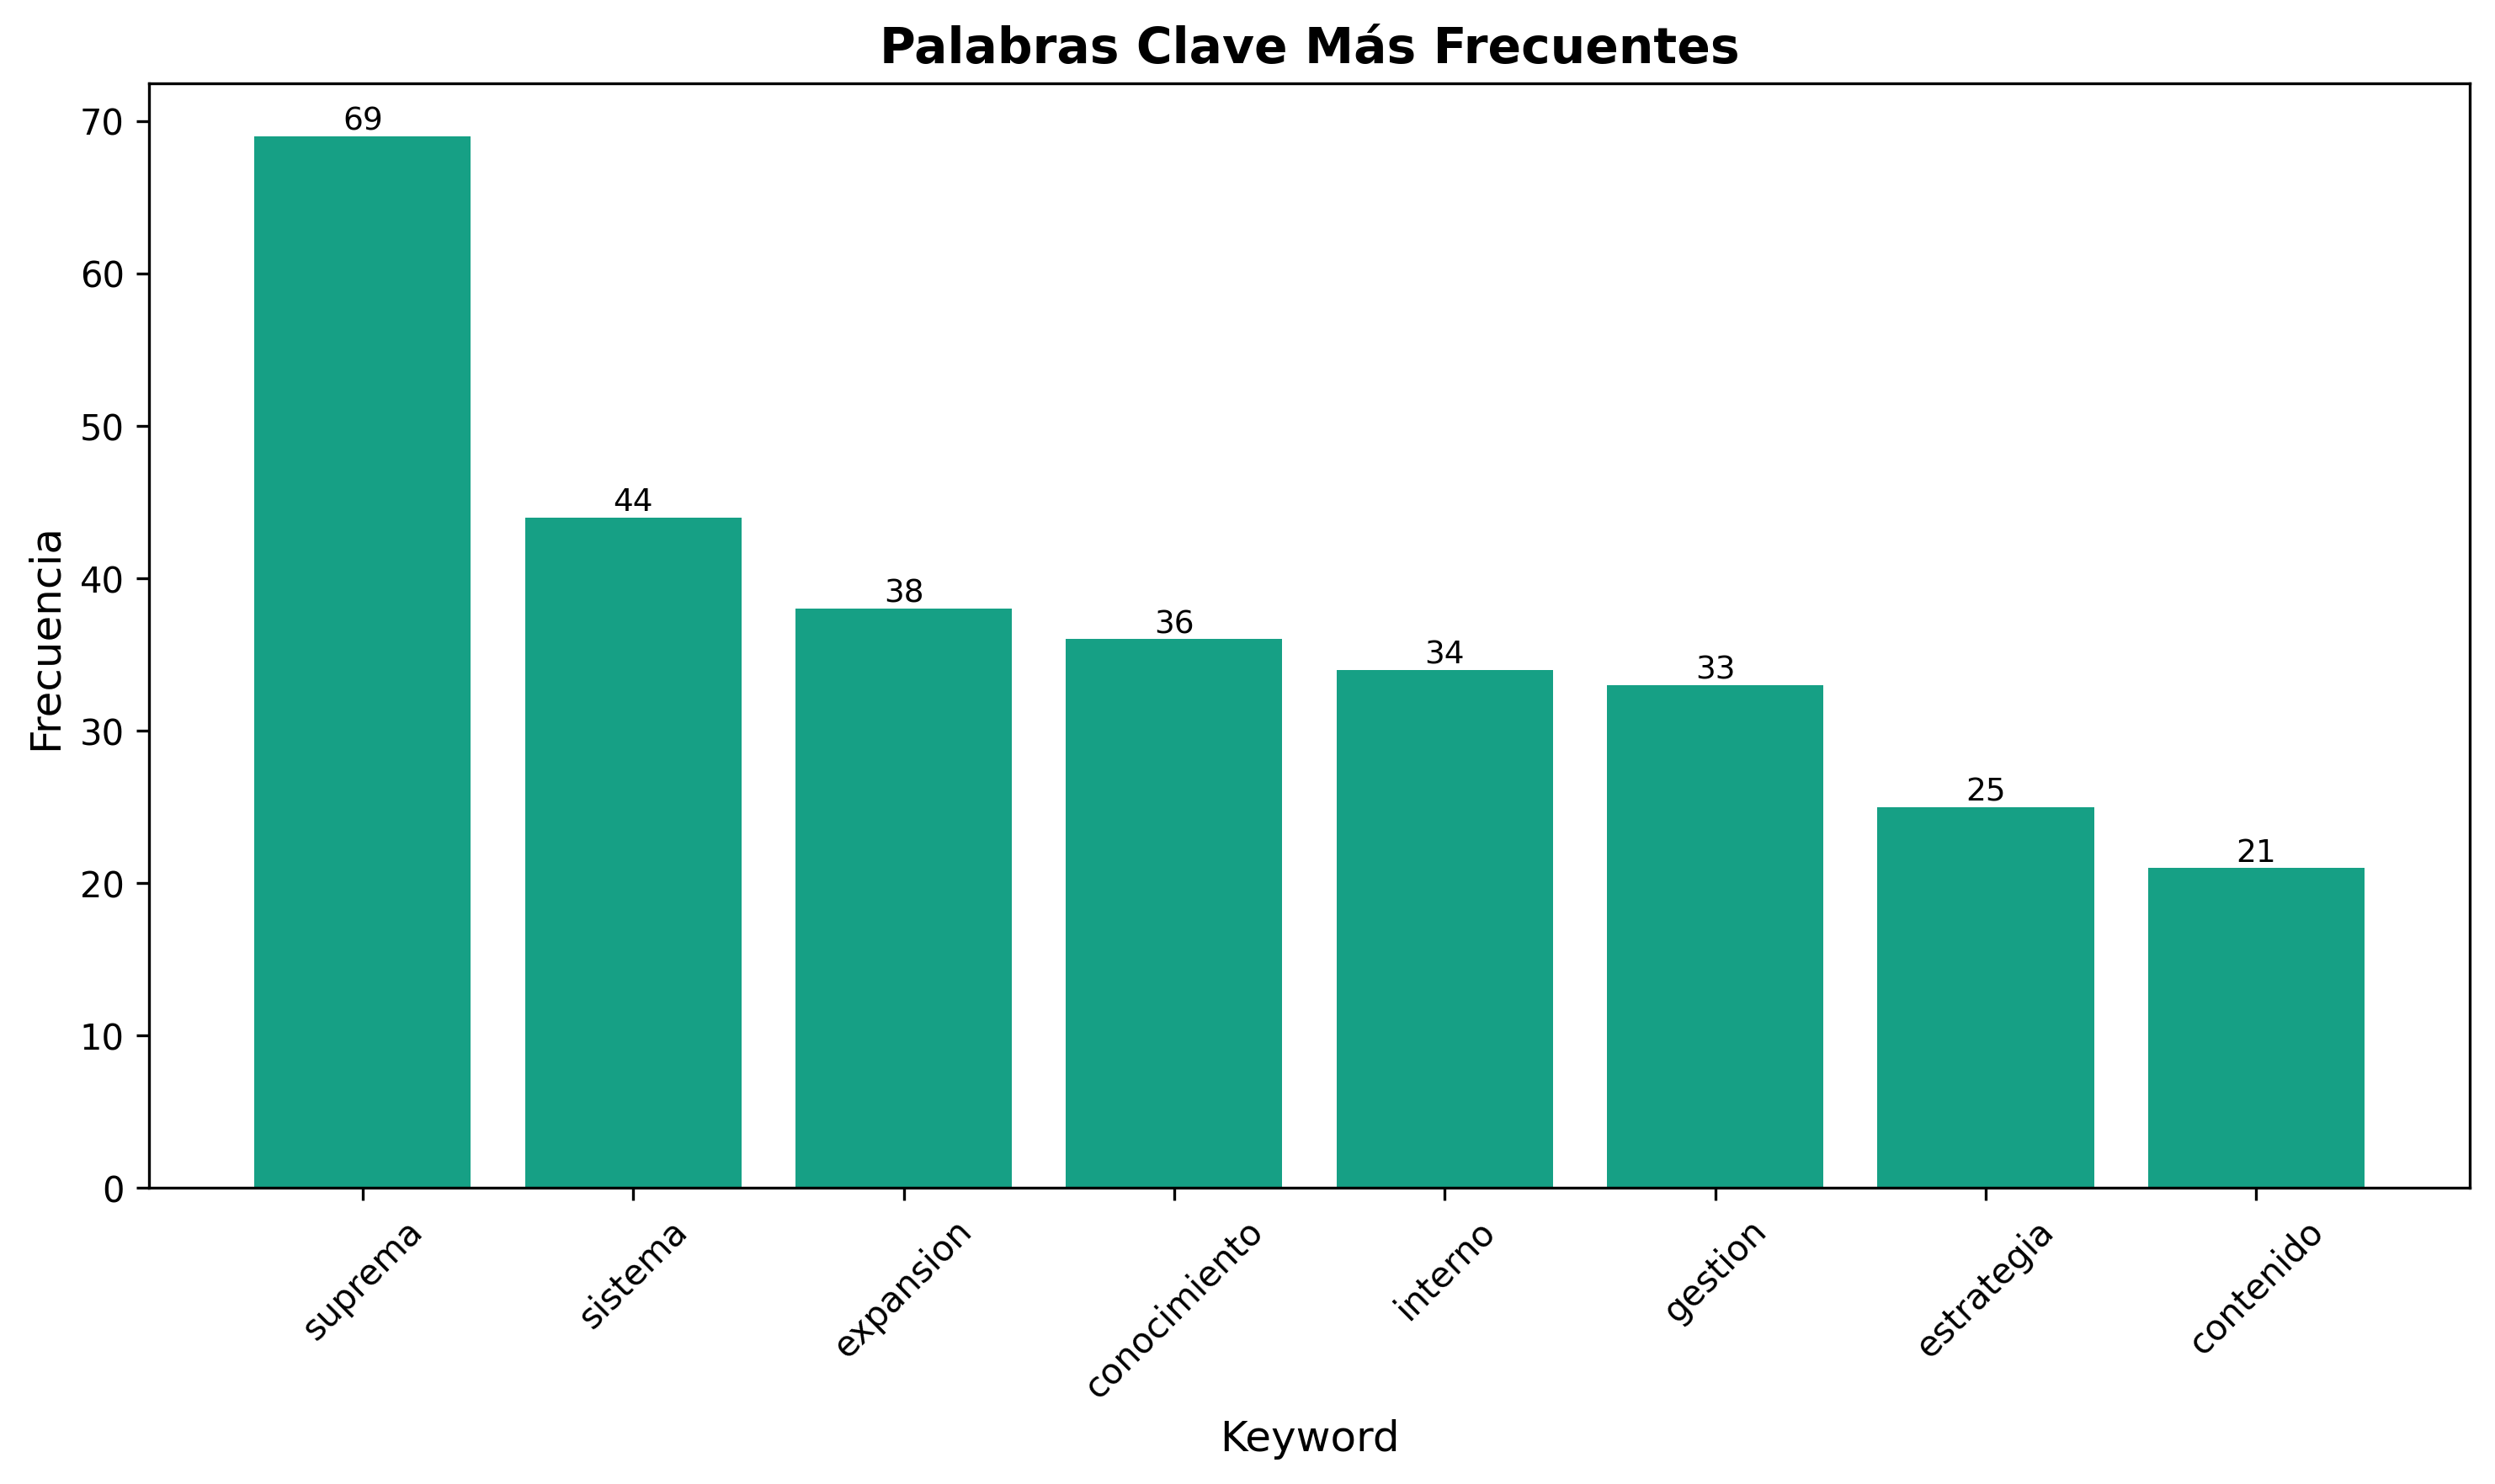 Palabras Clave Más Frecuentes
Frecuencia
70
60
50
40
30
20
10
0
69
44
38
36
34
33
25
21
suprema
sistema
expansion
conocimiento
interno
gestion
estrategia
contenido
Keyword